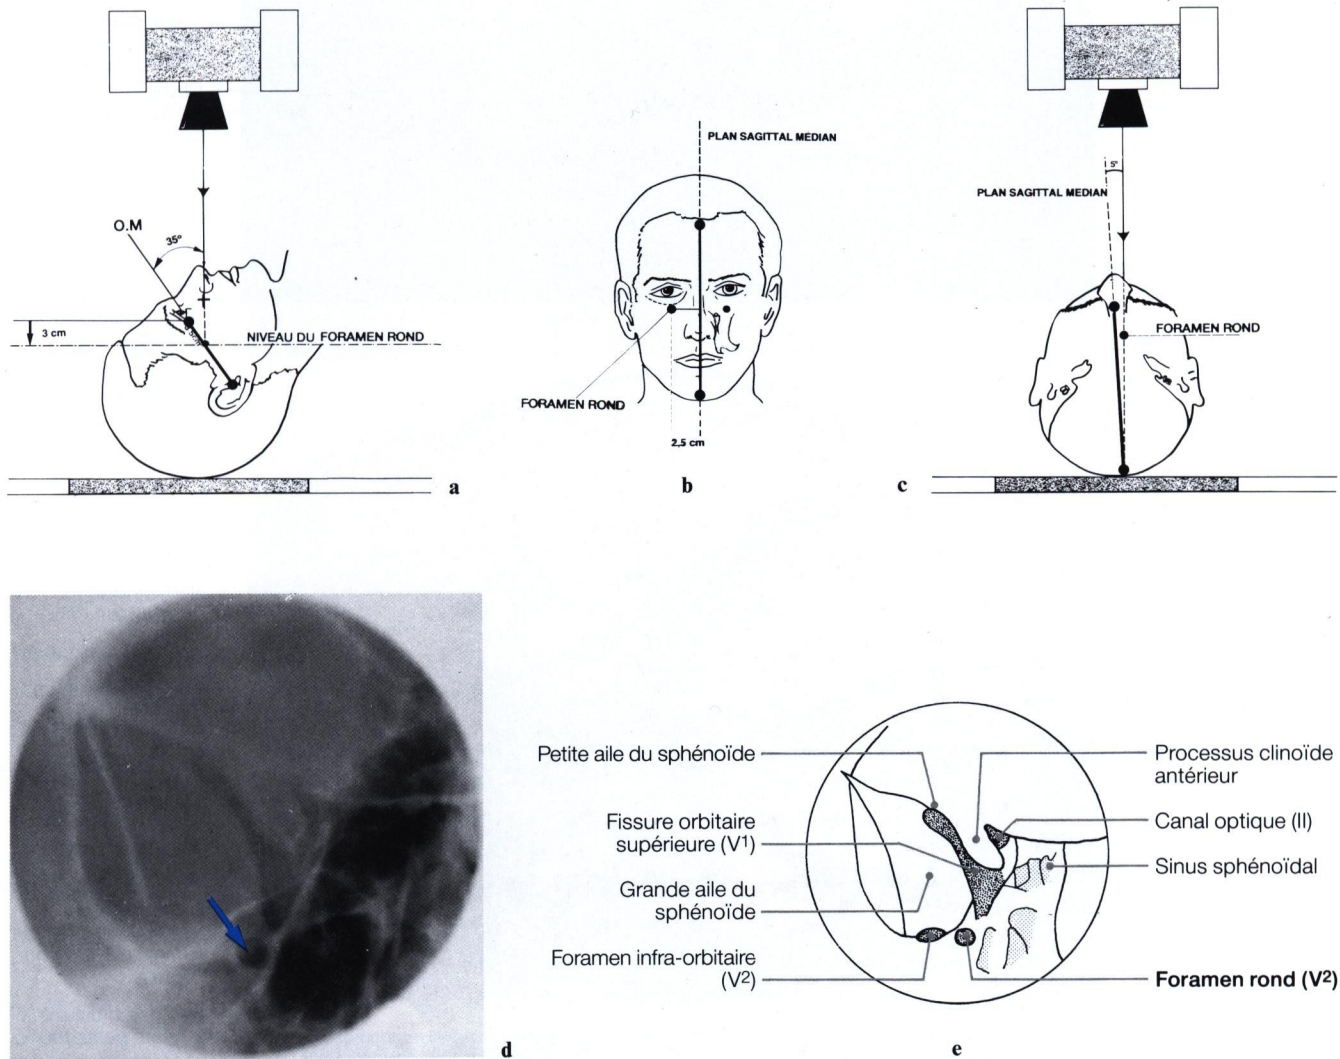 O.M
35°
3 cm
NIVEAU DU FORAMEN ROND
a
PLAN SAGITTAL MÉDIAN
FORAMEN ROND
2,5 cm
b
5°
PLAN SAGITTAL MÉDIAN
FORAMEN ROND
c
d
Petite aile du sphénoïde
Fissure orbitaire
supérieure (V1)
Grande aile du
sphénoïde
Foramen infra-orbitaire
(V2)
Processus clinoïde
antérieur
Canal optique (II)
Sinus sphénoïdal
Foramen rond (V2)
e